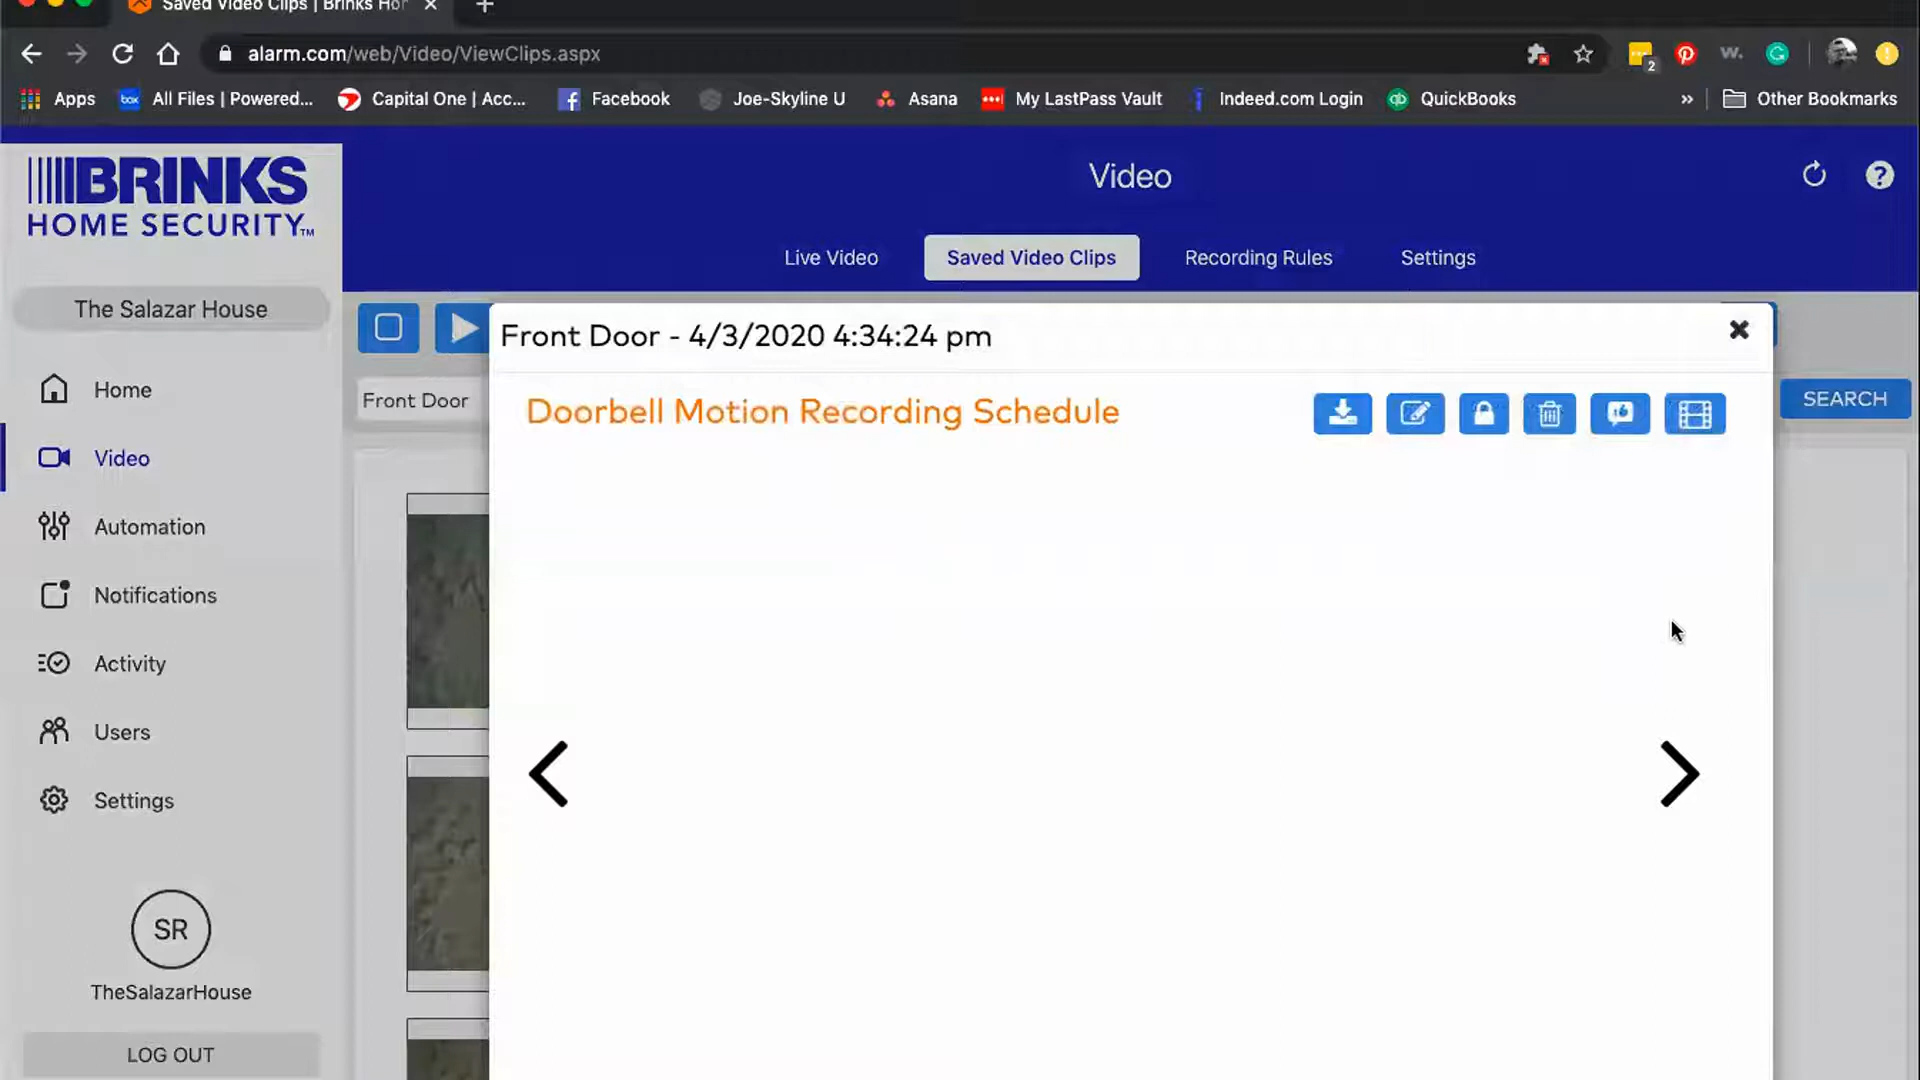 Saved Video Clips | Brinks Hor
alarm.com/web/Video/ViewClips.aspx
2
w.
Apps
box
All Files | Powered...
Capital One | Acc...
Facebook
Joe-Skyline U
Asana
My LastPass Vault
Indeed.com Login
QuickBooks
»
Other Bookmarks
BRINKS
HOME SECURITY™
Video
?
Live Video
Saved Video Clips
Recording Rules
Settings
The Salazar House
Front Door - 4/3/2020 4:34:24 pm
Front Door
Doorbell Motion Recording Schedule
SEARCH
Home
Video
Automation
Notifications
Activity
Users
Settings
SR
TheSalazarHouse
LOG OUT